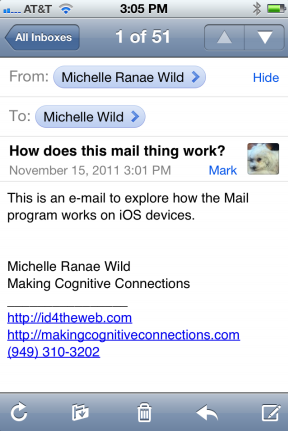 AT&T 3:05 PM
All Inboxes 1 of 51
From: Michelle Ranae Wild Hide
To: Michelle Wild
How does this mail thing work?
November 15, 2011 3:01 PM Mark
This is an e-mail to explore how the Mail
program works on iOS devices.
Michelle Ranae Wild
Making Cognitive Connections
http://id4theweb.com
http://makingcognitiveconnections.com
(949) 310-3202